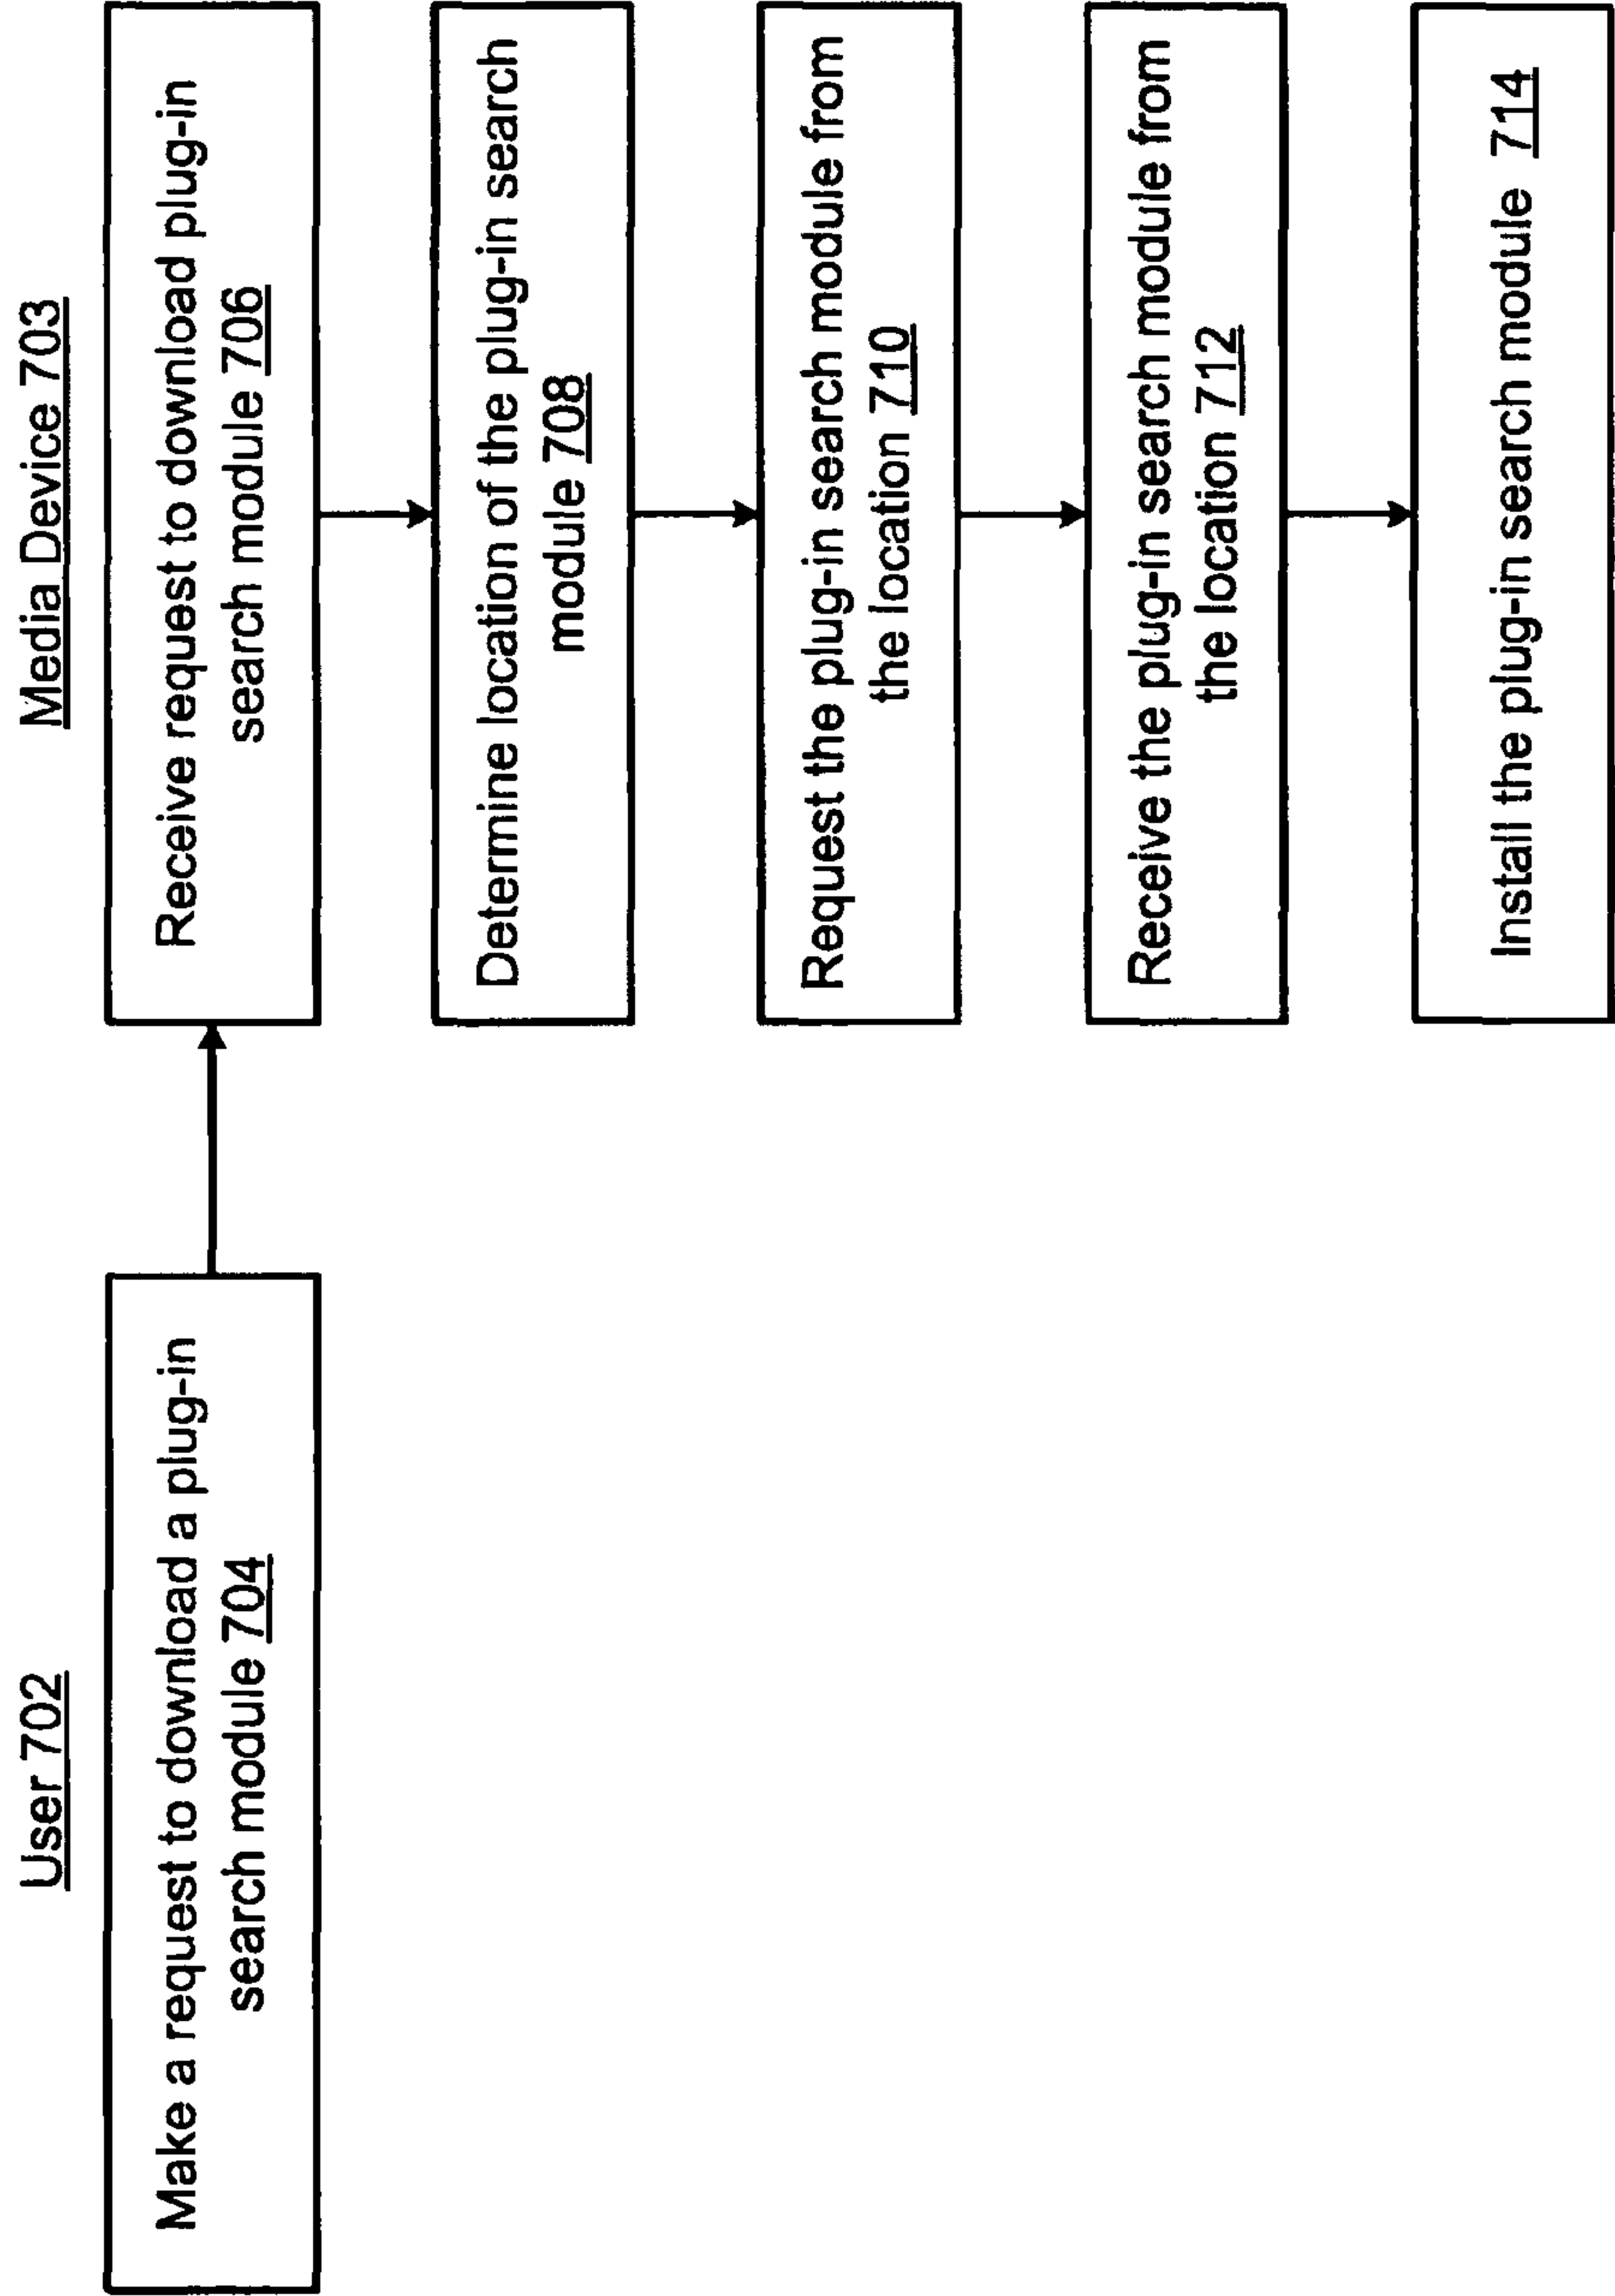 User 702
Media Device 703
Make a request to download a plug-in
search module 704
Receive request to download plug-in
search module 706
Determine location of the plug-in search
module 708
Request the plug-in search module from
the location 710
Receive the plug-in search module from
the location 712
Install the plug-in search module 714